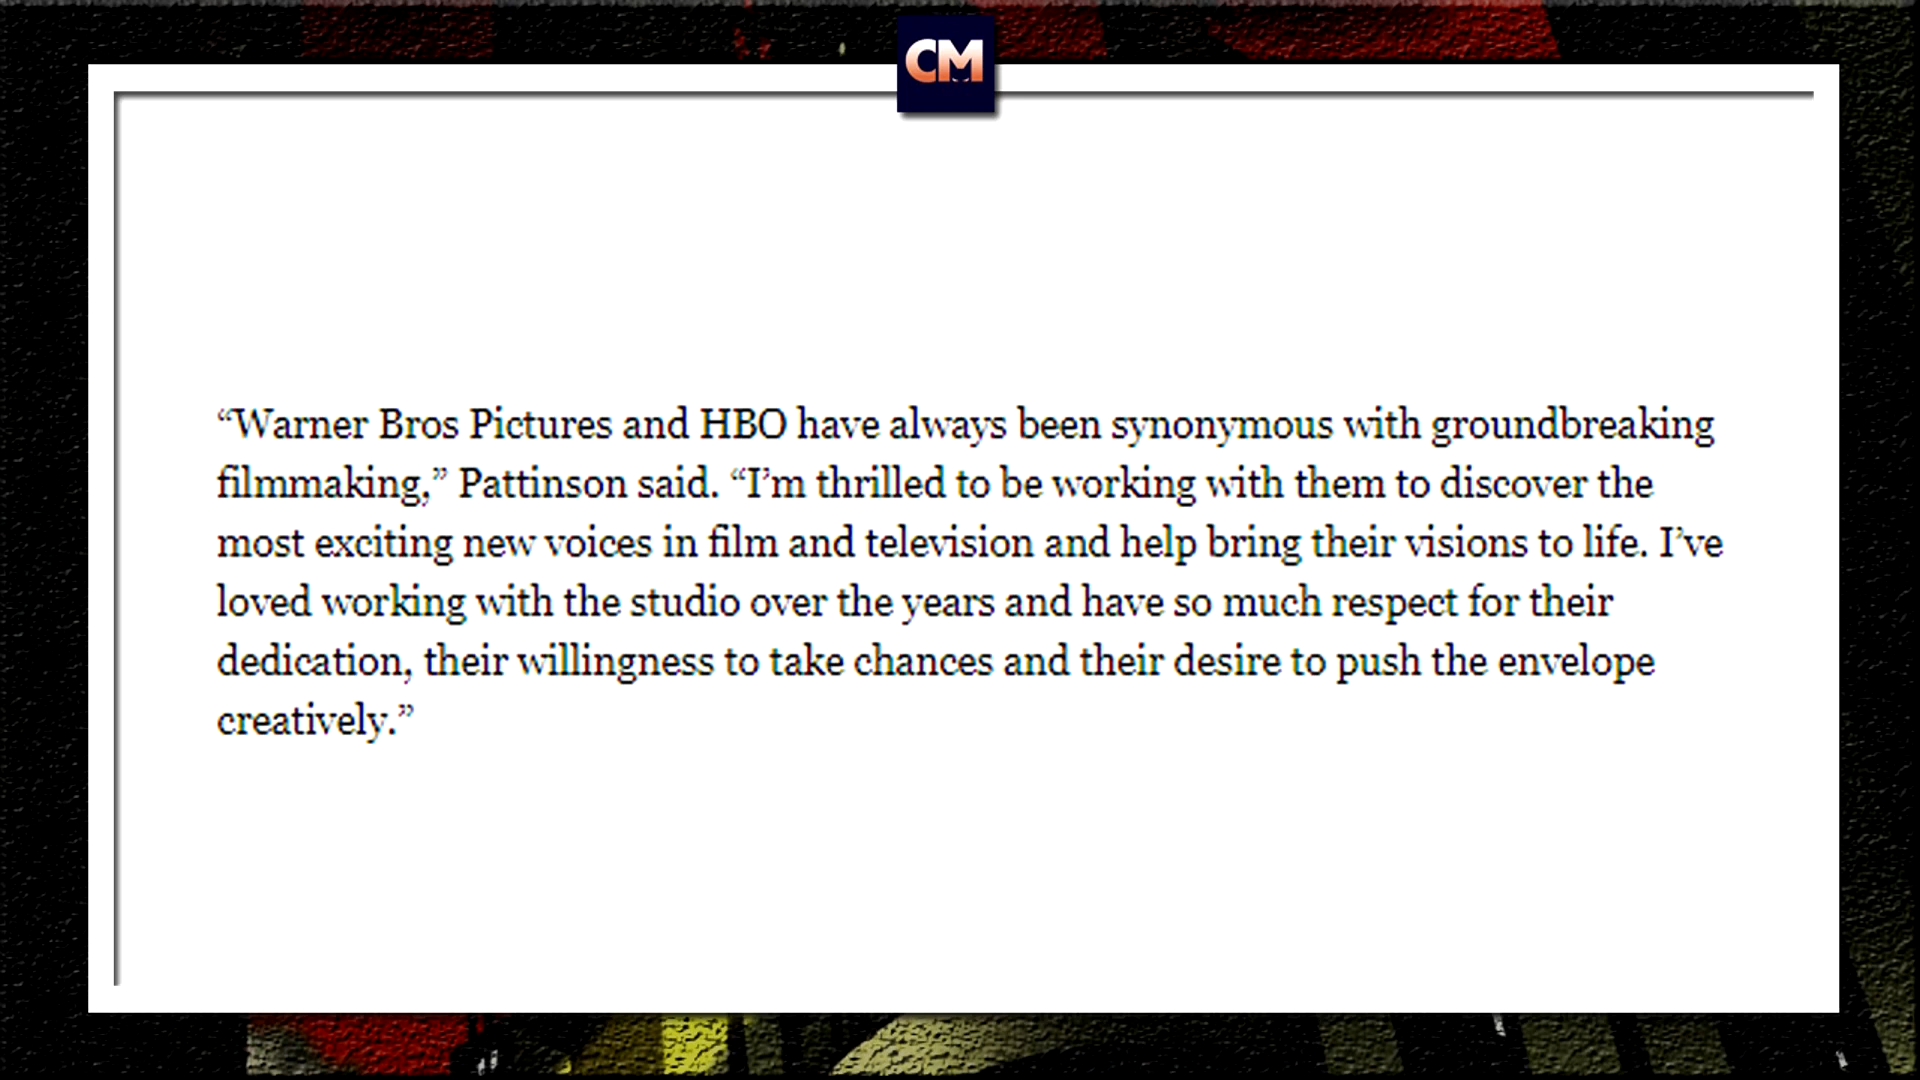 CM
“Warner Bros Pictures and HBO have always been synonymous with groundbreaking
filmmaking,” Pattinson said. “I’m thrilled to be working with them to discover the
most exciting new voices in film and television and help bring their visions to life. I’ve
loved working with the studio over the years and have so much respect for their
dedication, their willingness to take chances and their desire to push the envelope
creatively.”